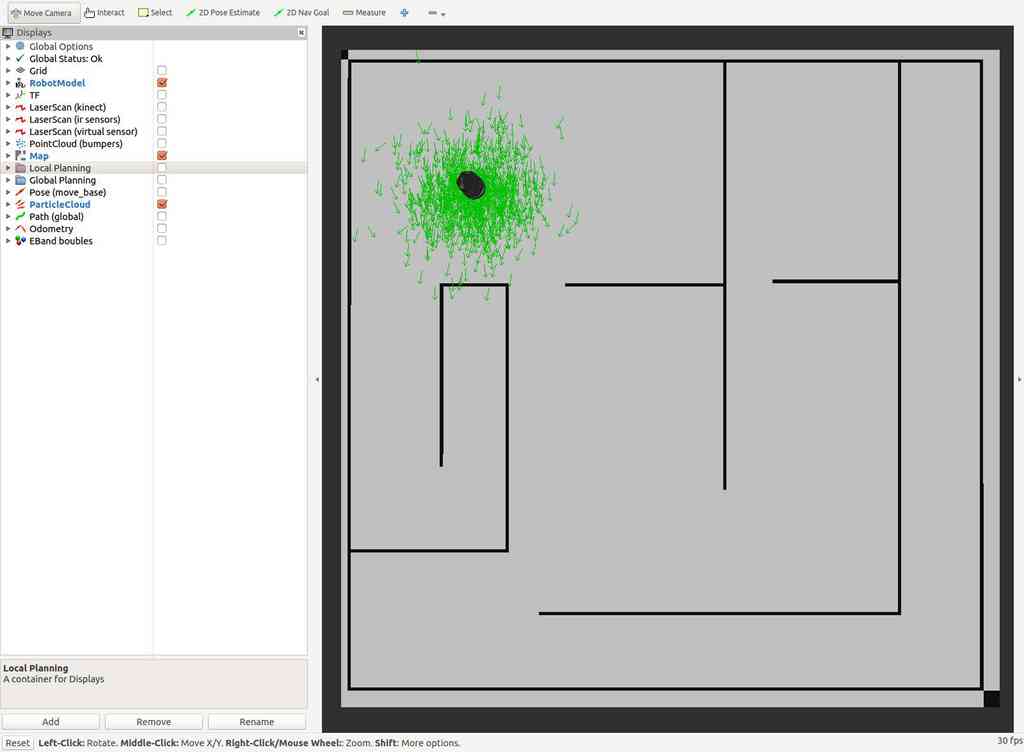 Move Camera Interact Select 2D Pose Estimate 2D Nav Goal Measure
Displays
Global Options
Global Status: Ok
Grid
RobotModel
TF
LaserScan (kinect)
LaserScan (ir sensors)
LaserScan (virtual sensor)
PointCloud (bumpers)
Map
Local Planning
Global Planning
Pose (move_base)
ParticleCloud
Path (global)
Odometry
EBand boubles
Local Planning
A container for Displays
Add Remove Rename
Reset Left-Click: Rotate. Middle-Click: Move X/Y. Right-Click/Mouse Wheel:: Zoom. Shift: More options. 30 fps